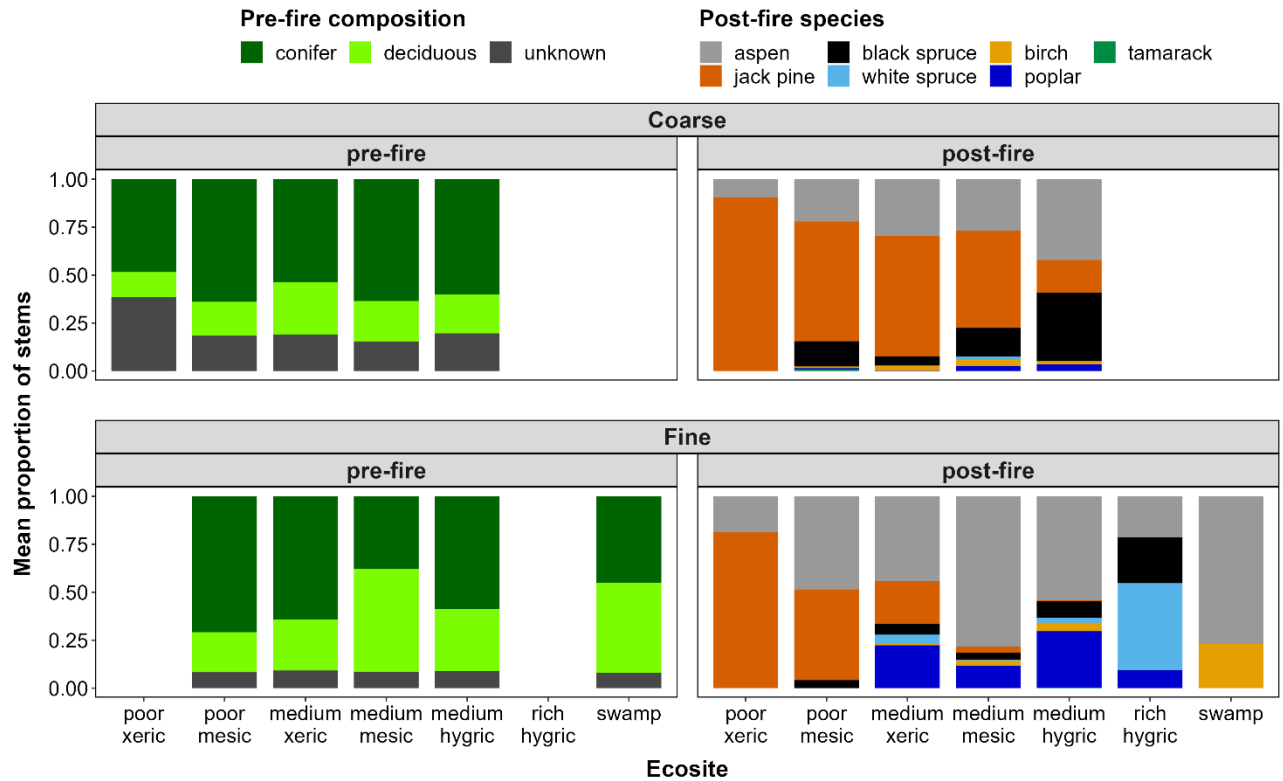 Pre-fire composition
conifer deciduous unknown
Post-fire species
aspen black spruce birch tamarack
jack pine white spruce poplar
Coarse
pre-fire post-fire
1.00
0.75
0.50
0.25
0.00
Fine
pre-fire post-fire
1.00
0.75
0.50
0.25
0.00
Mean proportion of stems
poor poor medium medium medium rich swamp
xeric mesic xeric mesic hygric hygric
poor poor medium medium medium rich swamp
xeric mesic xeric mesic hygric hygric
Ecosite